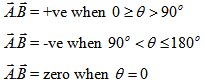 A⃗.B⃗ = +ve when 0 ≥ θ > 90°
A⃗.B⃗ = -ve when 90° < θ ≤ 180°
A⃗.B⃗ = zero when θ = 0